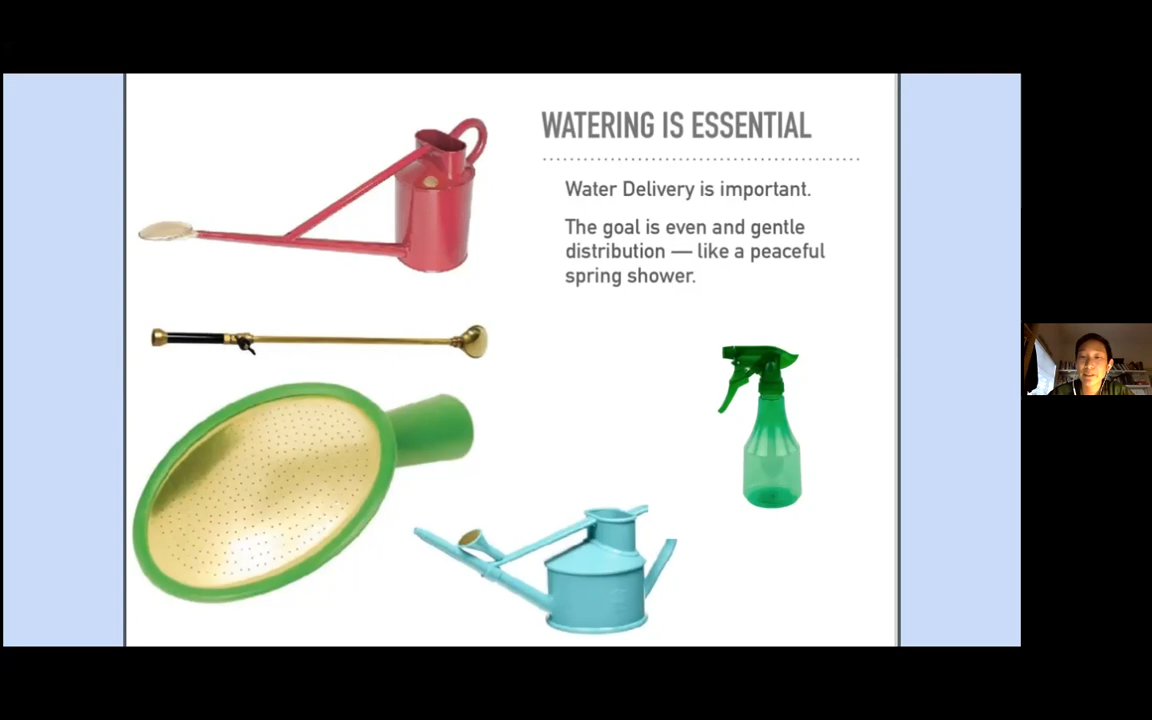 WATERING IS ESSENTIAL
Water Delivery is important.
The goal is even and gentle
distribution — like a peaceful
spring shower.